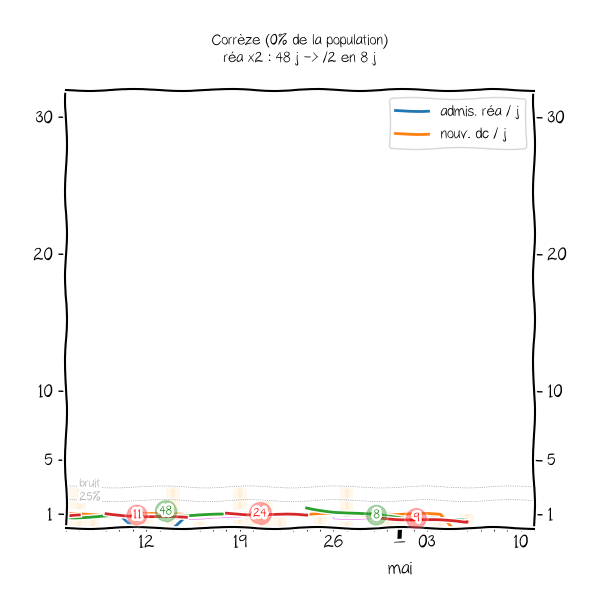 Corrèze (0% de la population)
réa x2 : 48 j -> /2 en 8 j
admis. réa / j
nouv. dc / j
30 30
20 20
10 10
5 5
bruit
25%
1 11 48 24 8 9 1
12 19 26 1 03 10
mai